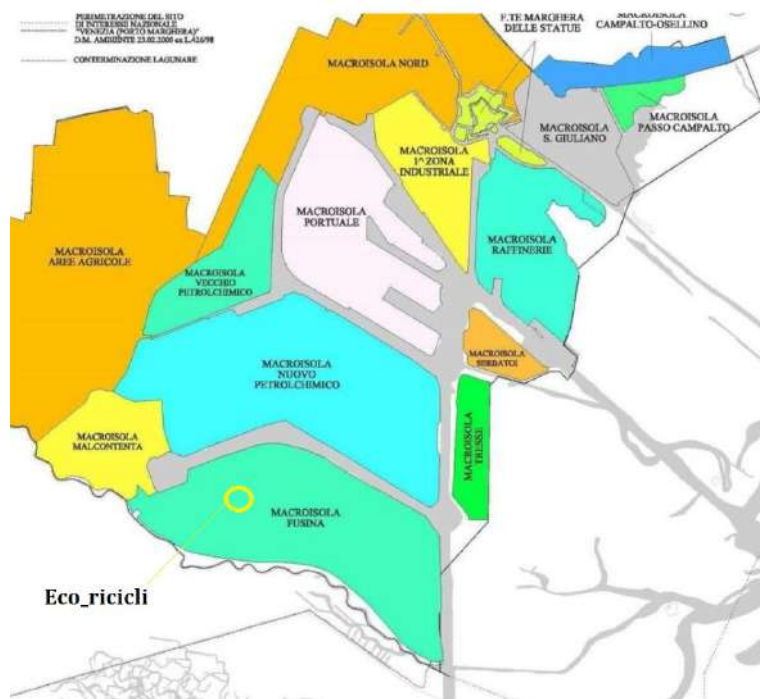 PERIMETRAZIONE DEL SITO
DI INTERESSE NAZIONALE
"VENEZIA (PORTO MARGHERA)"
D.M. AMBIENTE 23.02.2000 ex L.426/98
CONTERMINAZIONE LAGUNARE
F.TE MARGHERA
DELLE STATUE
MACROISOLA
CAMPALTO-OSELLINO
MACROISOLA NORD
MACROISOLA
PASSO CAMPALTO
MACROISOLA
S. GIULIANO
MACROISOLA
1^ ZONA
INDUSTRIALE
MACROISOLA
PORTUALE
MACROISOLA
RAFFINERIE
MACROISOLA
AREE AGRICOLE
MACROISOLA
VECCHIO
PETROLCHIMICO
MACROISOLA
SERBATOI
MACROISOLA
NUOVO
PETROLCHIMICO
MACROISOLA
TRESSE
MACROISOLA
MALCONTENTA
MACROISOLA
FUSINA
Eco_ricicli